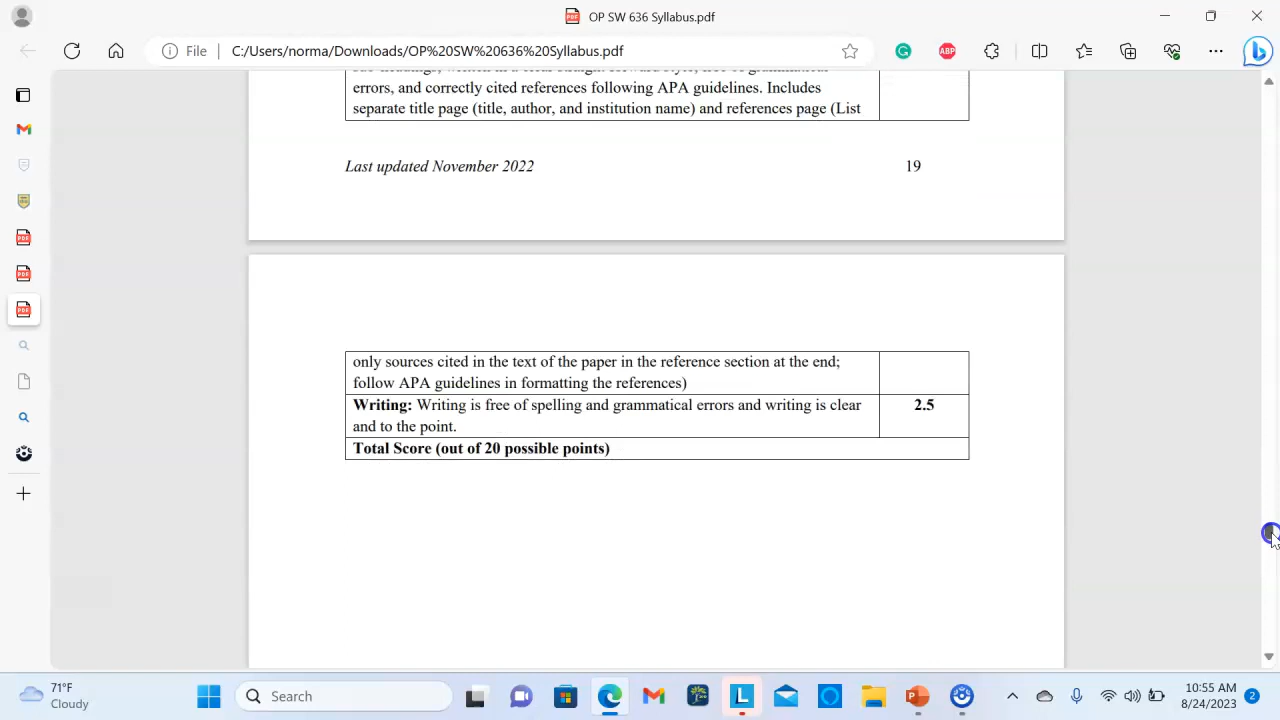 OP SW 636 Syllabus.pdf
File
C:/Users/norma/Downloads/OP%20SW%20636%20Syllabus.pdf
ABP
errors, and correctly cited references following APA guidelines. Includes
separate title page (title, author, and institution name) and references page (List
Last updated November 2022 19
only sources cited in the text of the paper in the reference section at the end;
follow APA guidelines in formatting the references)
Writing: Writing is free of spelling and grammatical errors and writing is clear 2.5
and to the point.
Total Score (out of 20 possible points)
71°F
Cloudy
Search
10:55 AM
8/24/2023
2